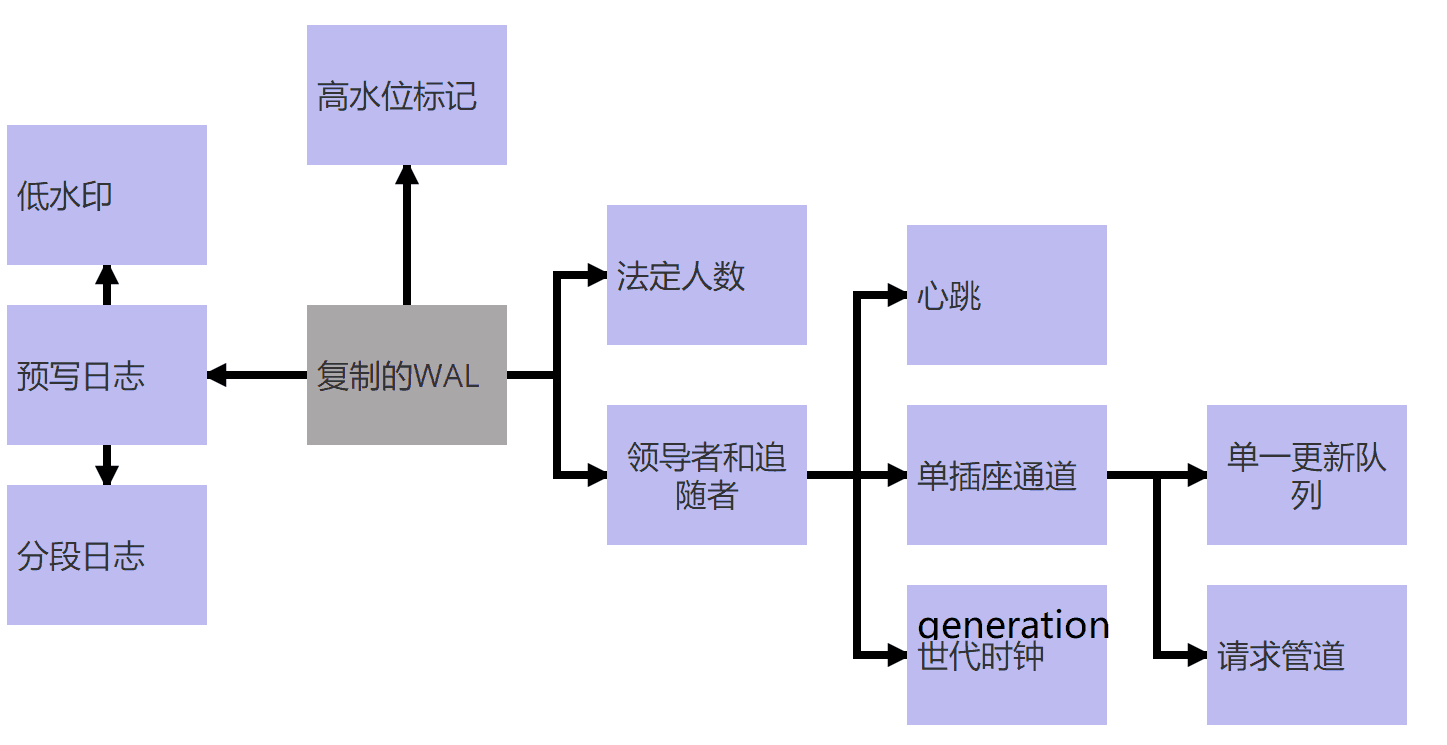 高水位标记
低水印
法定人数
心跳
预写日志
复制的WAL
领导者和追
随者
单插座通道
单一更新队
列
分段日志
generation
世代时钟
请求管道